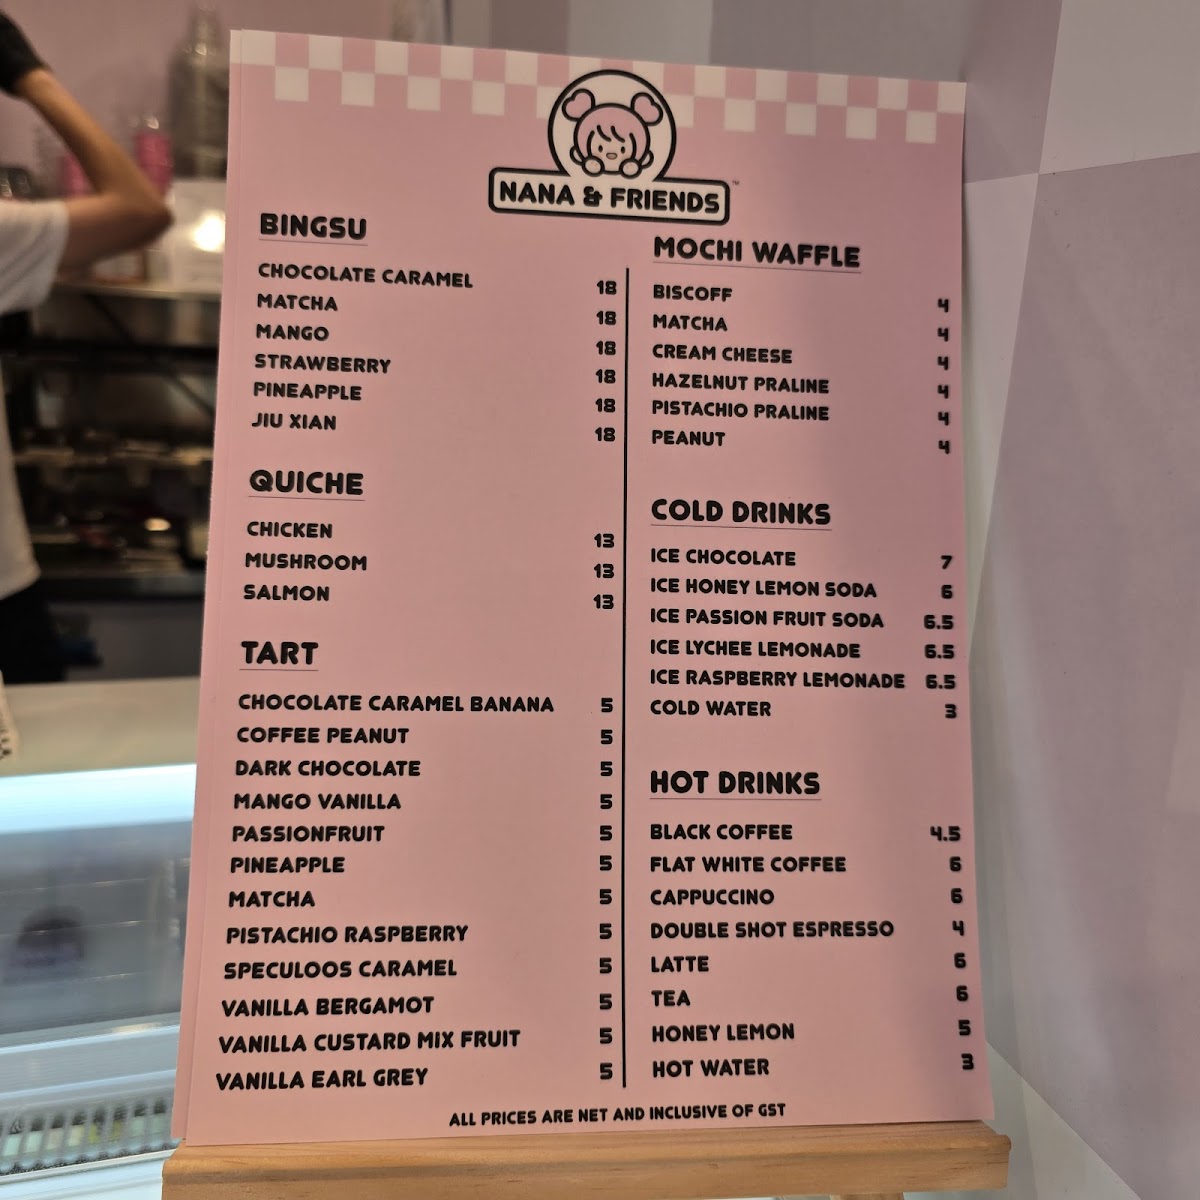 NANA & FRIENDS™
BINGSU
CHOCOLATE CARAMEL 18
MATCHA 18
MANGO 18
STRAWBERRY 18
PINEAPPLE 18
JIU XIAN 18
QUICHE
CHICKEN 13
MUSHROOM 13
SALMON 13
TART
CHOCOLATE CARAMEL BANANA 5
COFFEE PEANUT 5
DARK CHOCOLATE 5
MANGO VANILLA 5
PASSIONFRUIT 5
PINEAPPLE 5
MATCHA 5
PISTACHIO RASPBERRY 5
SPECULOOS CARAMEL 5
VANILLA BERGAMOT 5
VANILLA CUSTARD MIX FRUIT 5
VANILLA EARL GREY 5
MOCHI WAFFLE
BISCOFF 4
MATCHA 4
CREAM CHEESE 4
HAZELNUT PRALINE 4
PISTACHIO PRALINE 4
PEANUT 4
COLD DRINKS
ICE CHOCOLATE 7
ICE HONEY LEMON SODA 6
ICE PASSION FRUIT SODA 6.5
ICE LYCHEE LEMONADE 6.5
ICE RASPBERRY LEMONADE 6.5
COLD WATER 3
HOT DRINKS
BLACK COFFEE 4.5
FLAT WHITE COFFEE 6
CAPPUCCINO 6
DOUBLE SHOT ESPRESSO 4
LATTE 6
TEA 6
HONEY LEMON 5
HOT WATER 3
ALL PRICES ARE NET AND INCLUSIVE OF GST